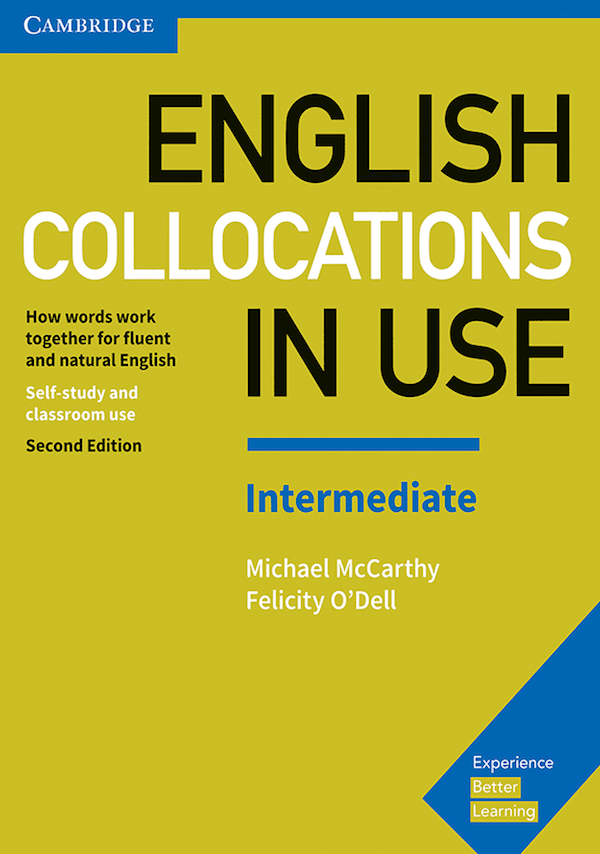 CAMBRIDGE
ENGLISH
COLLOCATIONS
IN USE
How words work
together for fluent
and natural English
Self-study and
classroom use
Second Edition
Intermediate
Michael McCarthy
Felicity O’Dell
Experience
Better
Learning